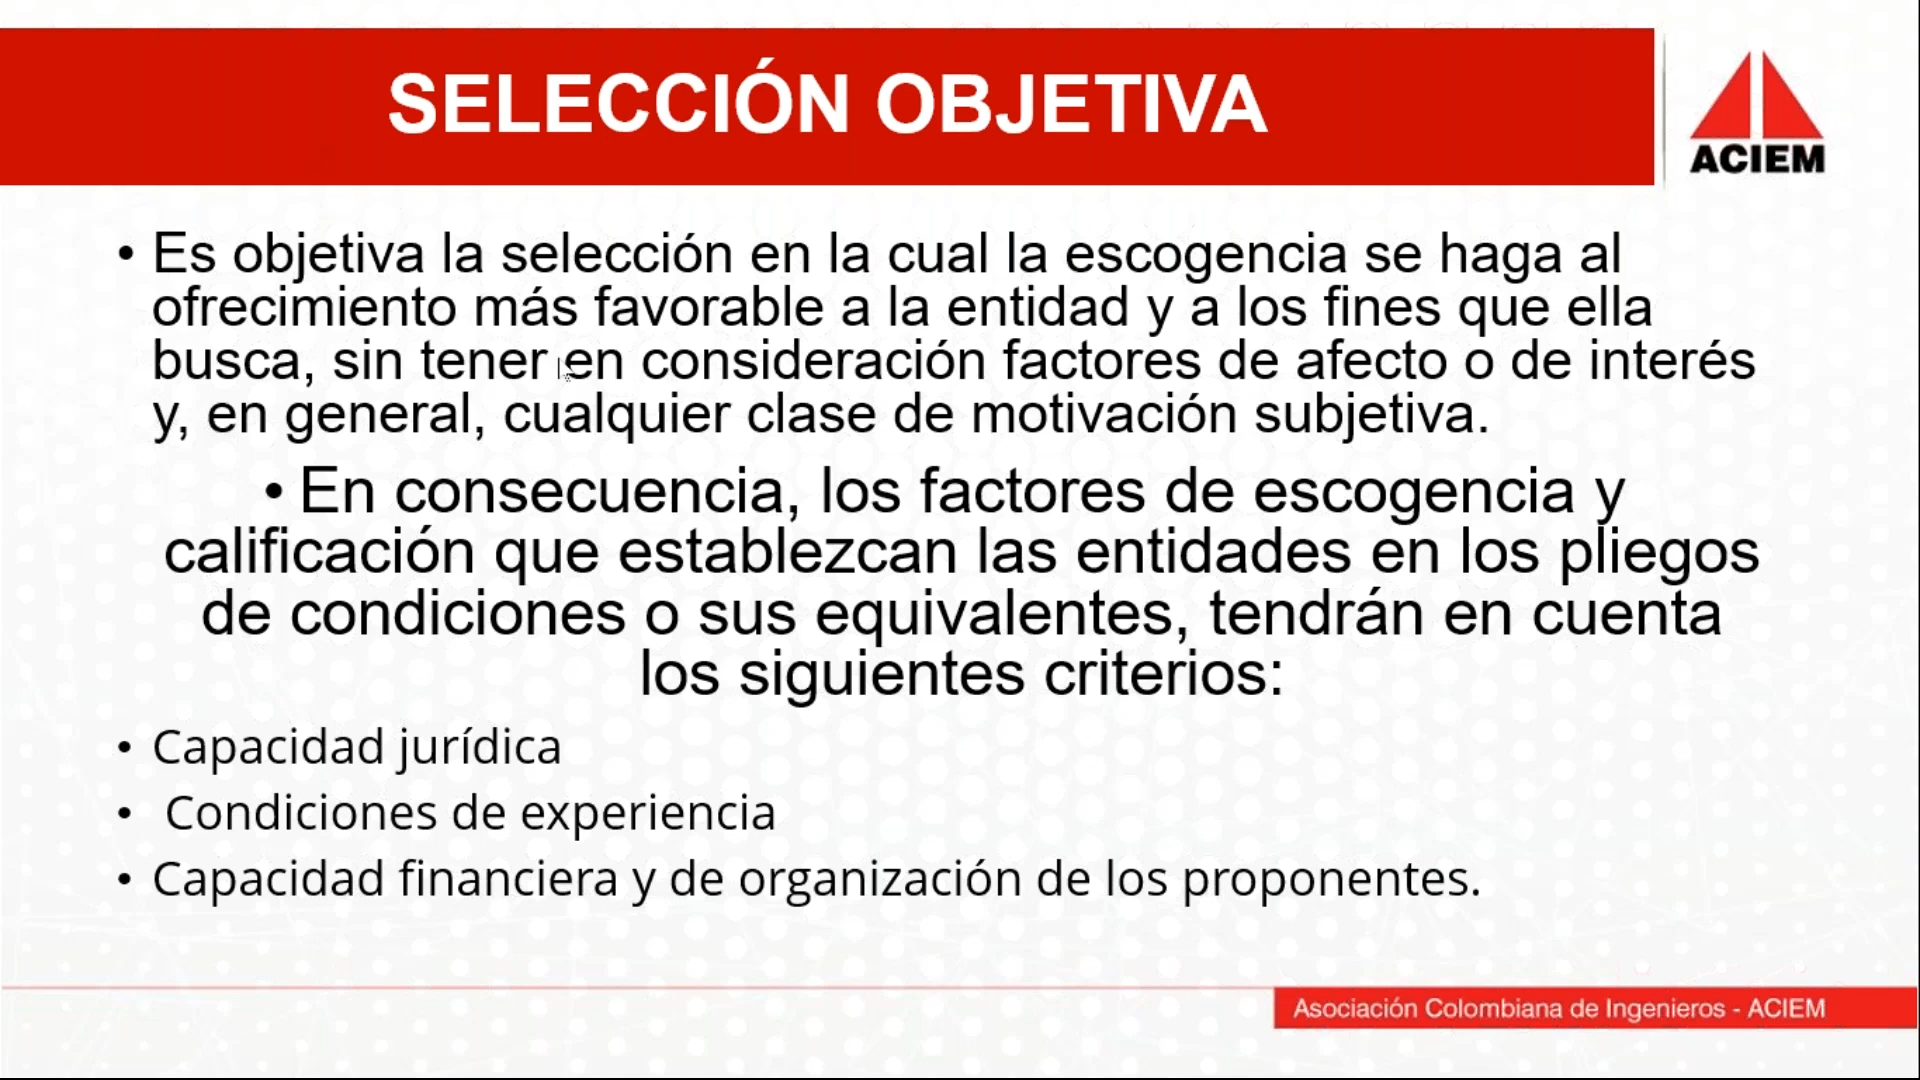 SELECCIÓN OBJETIVA
ACIEM
• Es objetiva la selección en la cual la escogencia se haga al
ofrecimiento más favorable a la entidad y a los fines que ella
busca, sin tener en consideración factores de afecto o de interés
y, en general, cualquier clase de motivación subjetiva.
• En consecuencia, los factores de escogencia y
calificación que establezcan las entidades en los pliegos
de condiciones o sus equivalentes, tendrán en cuenta
los siguientes criterios:
• Capacidad jurídica
• Condiciones de experiencia
• Capacidad financiera y de organización de los proponentes.
Asociación Colombiana de Ingenieros - ACIEM